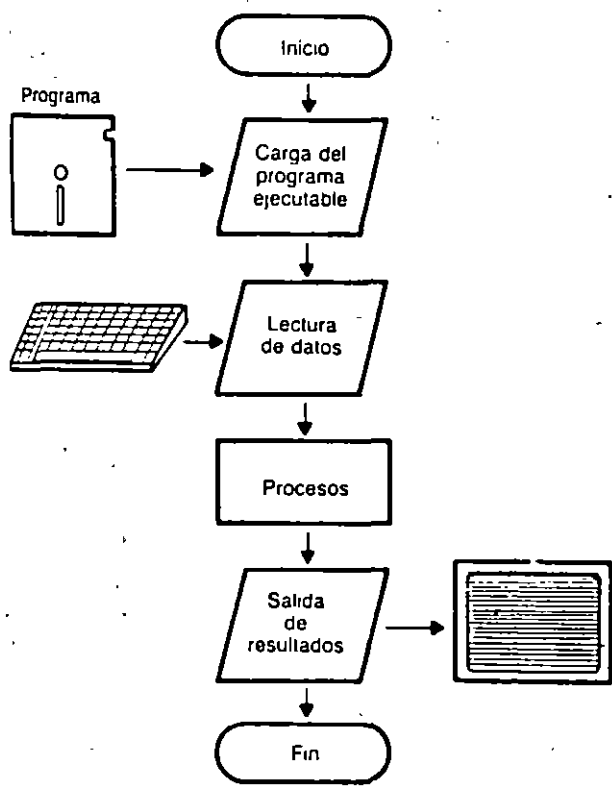 Inicio
Programa
Carga del
programa
ejecutable
Lectura
de datos
Procesos
Salida
de
resultados
Fin